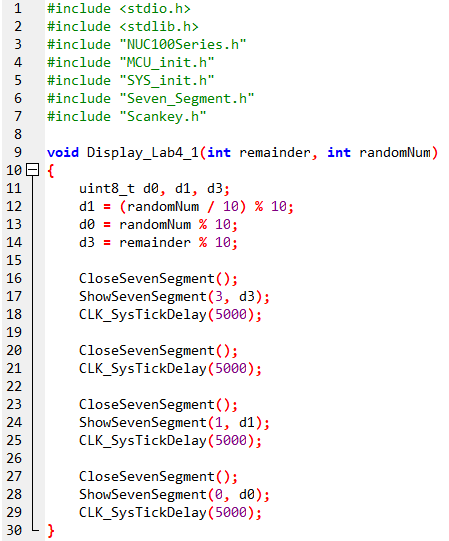 1 #include <stdio.h>
2 #include <stdlib.h>
3 #include "NUC100Series.h"
4 #include "MCU_init.h"
5 #include "SYS_init.h"
6 #include "Seven_Segment.h"
7 #include "Scankey.h"
8
9 void Display_Lab4_1(int remainder, int randomNum)
10 {
11     uint8_t d0, d1, d3;
12     d1 = (randomNum / 10) % 10;
13     d0 = randomNum % 10;
14     d3 = remainder % 10;
15
16     CloseSevenSegment();
17     ShowSevenSegment(3, d3);
18     CLK_SysTickDelay(5000);
19
20     CloseSevenSegment();
21     CLK_SysTickDelay(5000);
22
23     CloseSevenSegment();
24     ShowSevenSegment(1, d1);
25     CLK_SysTickDelay(5000);
26
27     CloseSevenSegment();
28     ShowSevenSegment(0, d0);
29     CLK_SysTickDelay(5000);
30 }